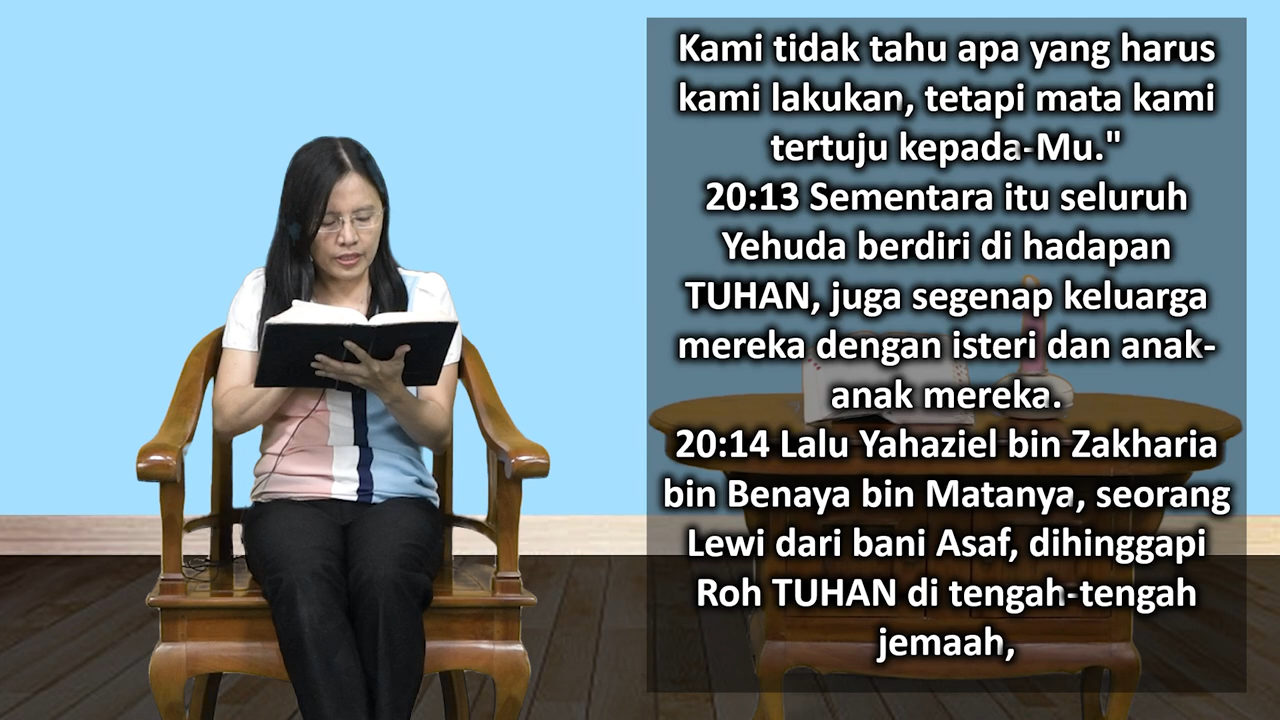 Kami tidak tahu apa yang harus
kami lakukan, tetapi mata kami
tertuju kepada-Mu."
20:13 Sementara itu seluruh
Yehuda berdiri di hadapan
TUHAN, juga segenap keluarga
mereka dengan isteri dan anak-
anak mereka.
20:14 Lalu Yahaziel bin Zakharia
bin Benaya bin Matanya, seorang
Lewi dari bani Asaf, dihinggapi
Roh TUHAN di tengah-tengah
jemaah,